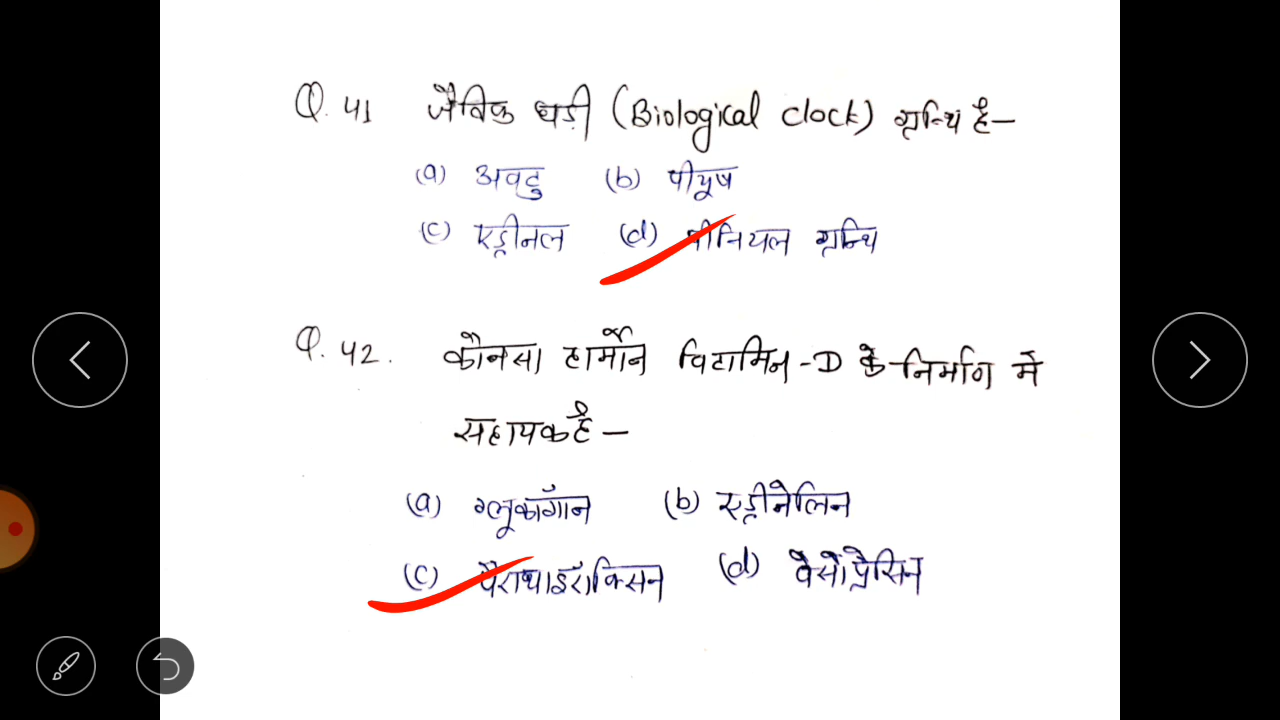 Q. 41 जैविक घड़ी (Biological clock) ग्रन्थि है–
(a) अवटु (b) पीयूष
(c) एड्रीनल (d) पीनियल ग्रन्थि
Q. 42. कौनसा हार्मोन विटामिन-D के निर्माण में
सहायक है –
(a) ग्लूकॉगॉन (b) एड्रीनेलिन
(c) पैराथाइरॉक्सिन (d) वेसोप्रेसिन